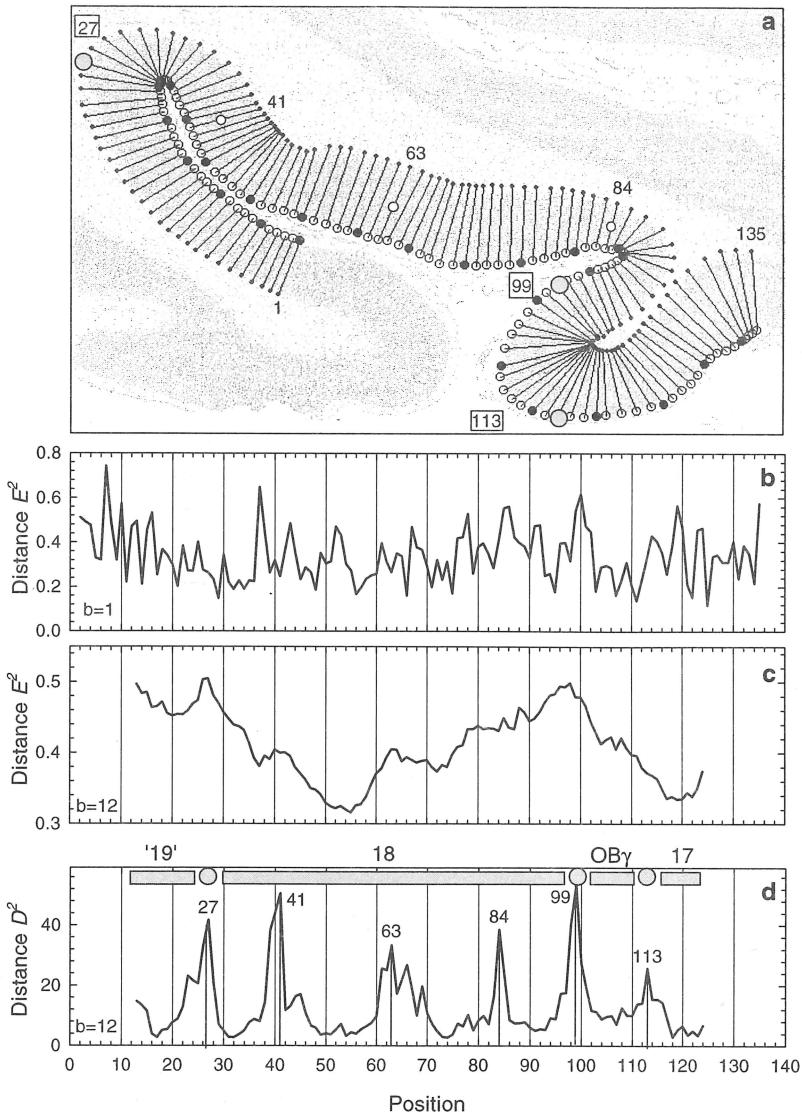 a
27
41
63
84
135
99
1
113
b
0.8
0.6
0.4
0.2
0.0
Distance E²
b=1
c
0.5
0.4
0.3
Distance E²
b=12
'19' 18 OBγ 17
d
27
41
63
84
99
113
40
20
0
Distance D²
b=12
0 10 20 30 40 50 60 70 80 90 100 110 120 130 140
Position